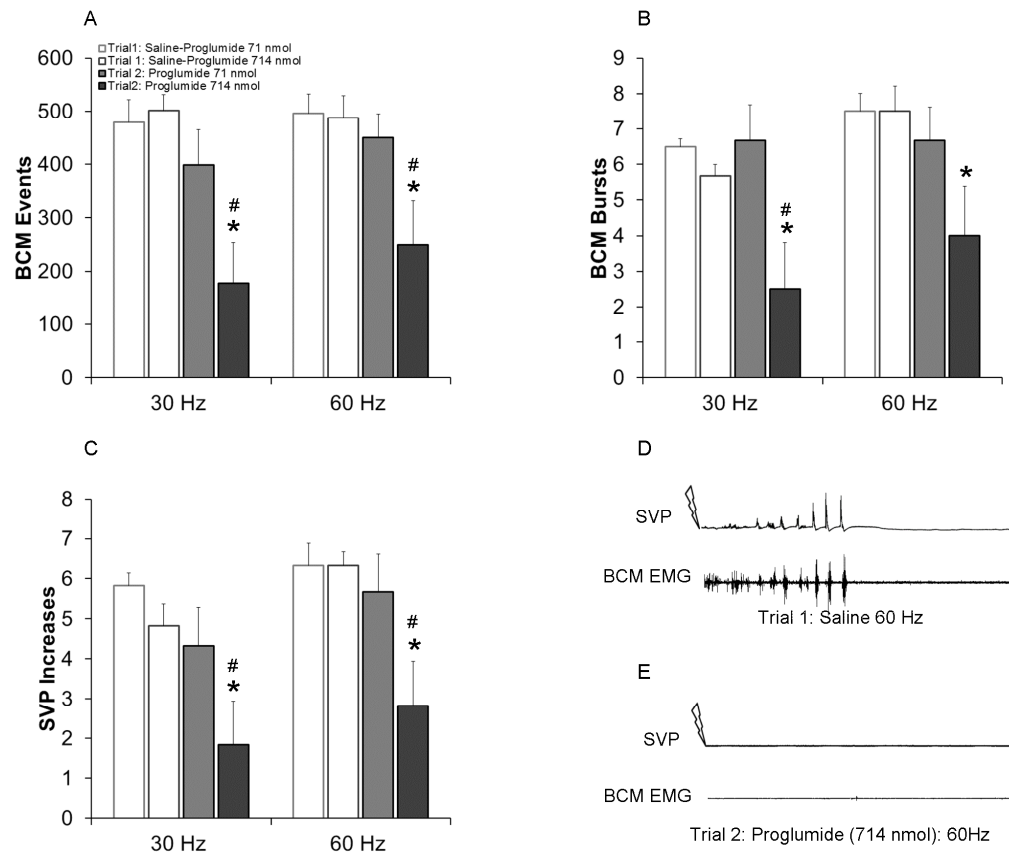 A
Trial1: Saline-Proglumide 71 nmol
Trial 1: Saline-Proglumide 714 nmol
Trial 2: Proglumide 71 nmol
Trial2: Proglumide 714 nmol
600
500
400
300
200
100
0
BCM Events
#
*
#
*
30 Hz
60 Hz
B
9
8
7
6
5
4
3
2
1
0
BCM Bursts
#
*
*
30 Hz
60 Hz
C
8
7
6
5
4
3
2
1
0
SVP Increases
#
*
#
*
30 Hz
60Hz
D
SVP
BCM EMG
Trial 1: Saline 60 Hz
E
SVP
BCM EMG
Trial 2: Proglumide (714 nmol): 60Hz